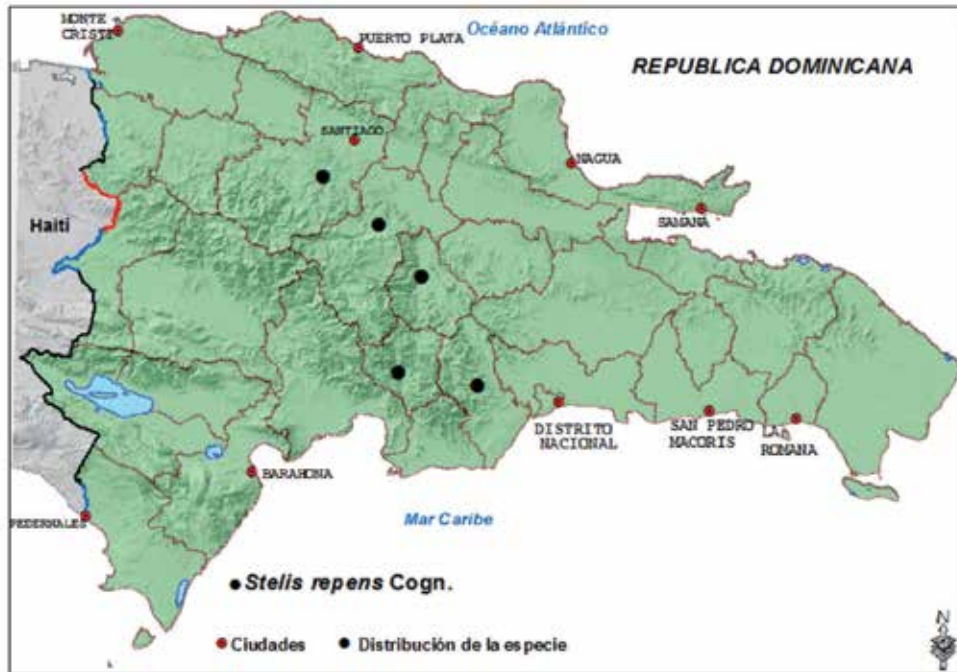 MONTE
CRISTI
PUERTO PLATA
Océano Atlántico
REPUBLICA DOMINICANA
SANTIAGO
NAGUA
SAMANA
Haití
DISTRITO
NACIONAL
SAN PEDRO
MACORIS
LA
ROMANA
BARAHONA
PEDERNALES
Mar Caribe
Stelis repens Cogn.
Ciudades
Distribución de la especie
N